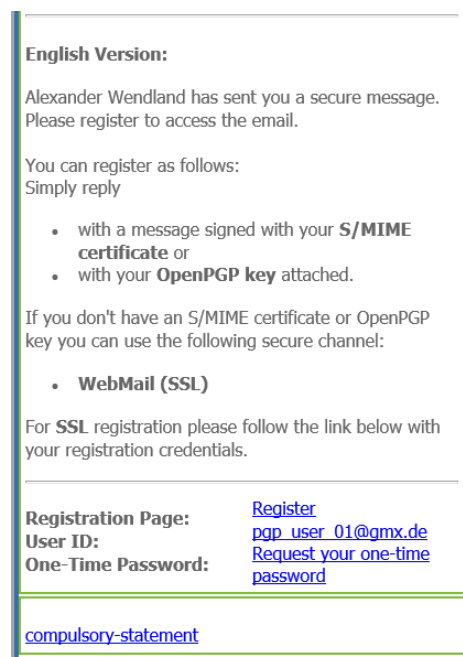 English Version:
Alexander Wendland has sent you a secure message.
Please register to access the email.
You can register as follows:
Simply reply
• with a message signed with your S/MIME
certificate or
• with your OpenPGP key attached.
If you don't have an S/MIME certificate or OpenPGP
key you can use the following secure channel:
• WebMail (SSL)
For SSL registration please follow the link below with
your registration credentials.
Registration Page: Register
User ID: pgp_user_01@gmx.de
One-Time Password: Request your one-time
password
compulsory-statement